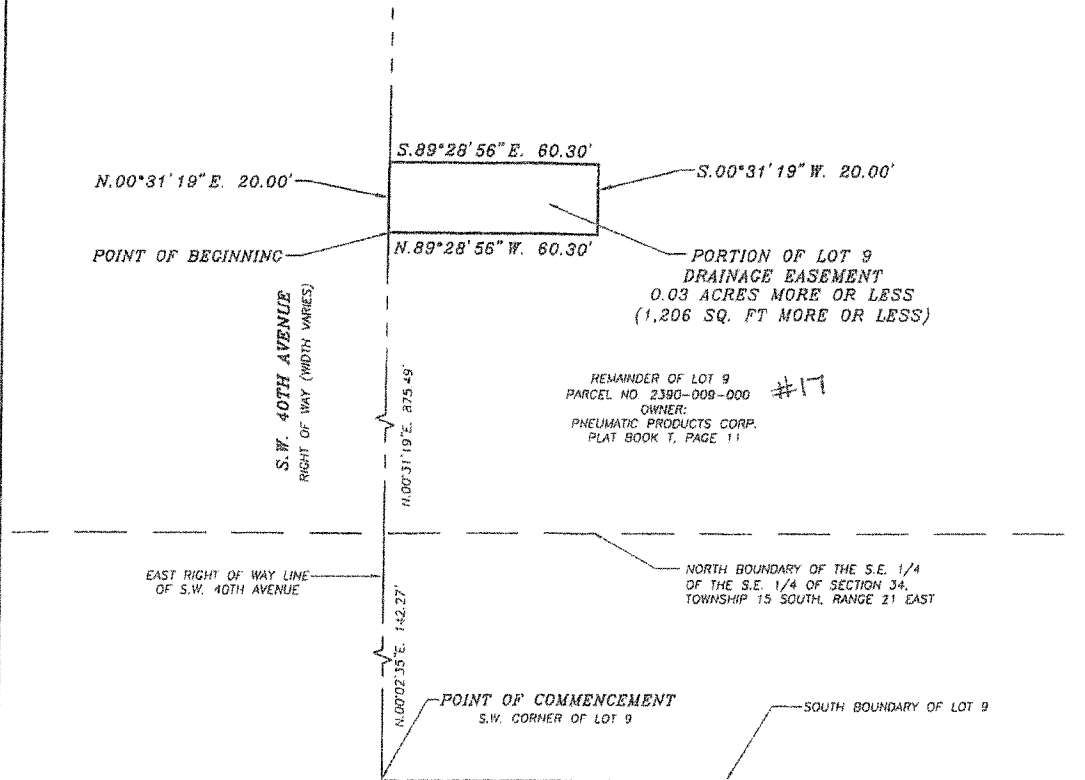 S.89°28'56"E. 60.30'
N.00°31'19"E. 20.00'
S.00°31'19"W. 20.00'
POINT OF BEGINNING
N.89°28'56"W. 60.30'
PORTION OF LOT 9
DRAINAGE EASEMENT
0.03 ACRES MORE OR LESS
(1,206 SQ. FT MORE OR LESS)
S.W. 40TH AVENUE
RIGHT OF WAY (WIDTH VARIES)
N.00°31'19"E. 875.49'
REMAINDER OF LOT 9
PARCEL NO. 2390-009-000
OWNER:
PNEUMATIC PRODUCTS CORP.
PLAT BOOK T, PAGE 11
#17
EAST RIGHT OF WAY LINE
OF S.W. 40TH AVENUE
NORTH BOUNDARY OF THE S.E. 1/4
OF THE S.E. 1/4 OF SECTION 34,
TOWNSHIP 15 SOUTH, RANGE 21 EAST
N.00°02'35"E. 142.27'
POINT OF COMMENCEMENT
S.W. CORNER OF LOT 9
SOUTH BOUNDARY OF LOT 9